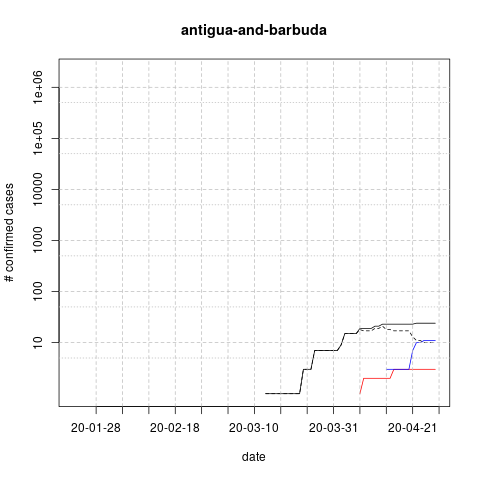 antigua-and-barbuda
# confirmed cases
1e+06
1e+05
10000
1000
100
10
20-01-28 20-02-18 20-03-10 20-03-31 20-04-21
date